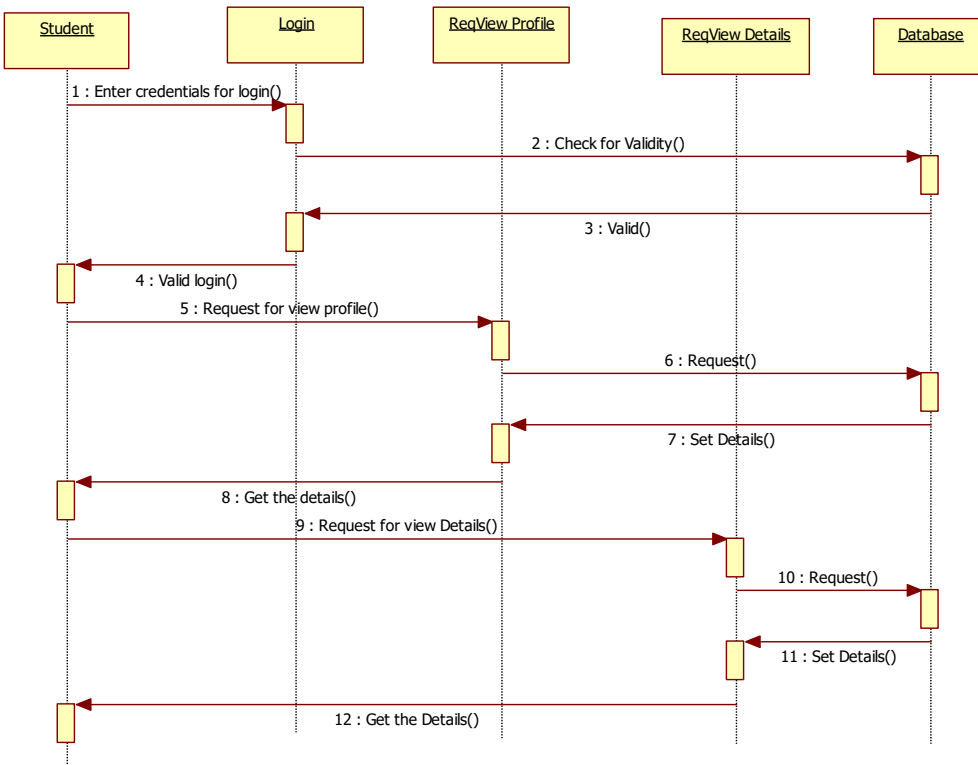 Student
Login
ReqView Profile
ReqView Details
Database
1 : Enter credentials for login()
2 : Check for Validity()
3 : Valid()
4 : Valid login()
5 : Request for view profile()
6 : Request()
7 : Set Details()
8 : Get the details()
9 : Request for view Details()
10 : Request()
11 : Set Details()
12 : Get the Details()